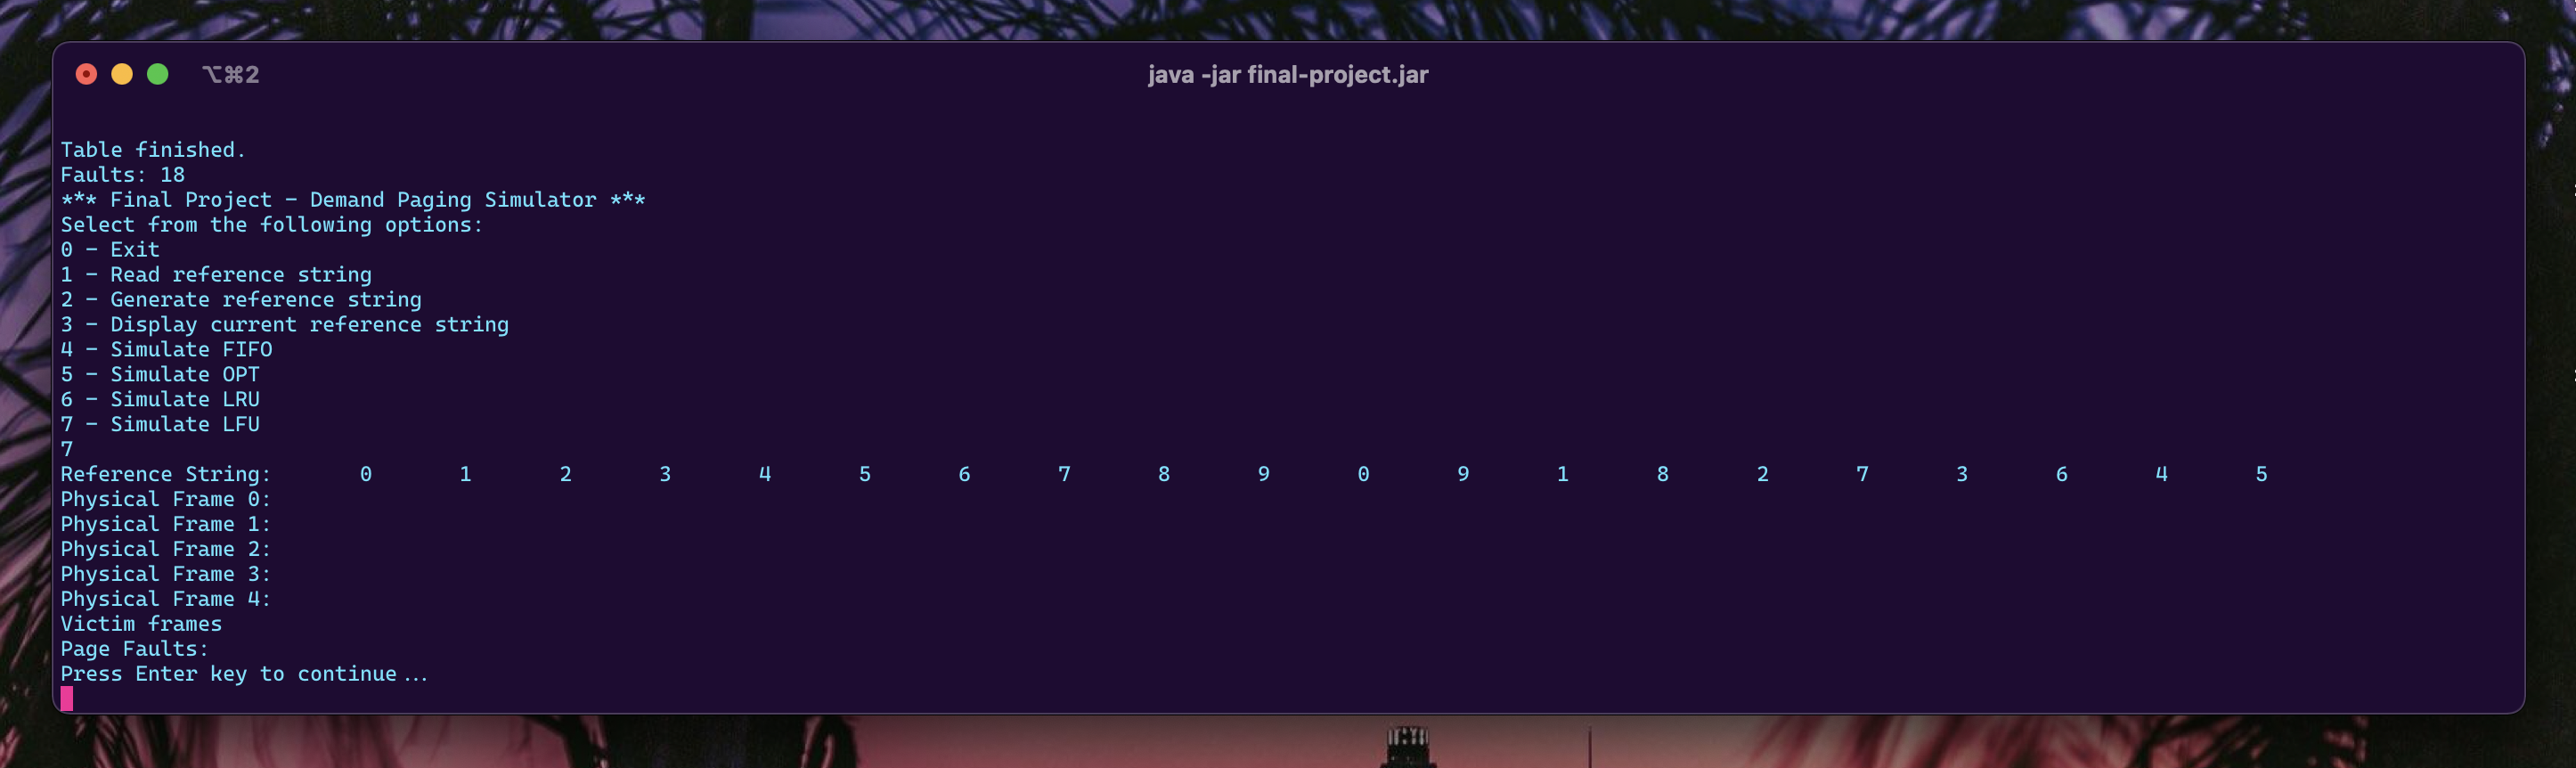 ⌥⌘2 java -jar final-project.jar
Table finished.
Faults: 18
*** Final Project - Demand Paging Simulator ***
Select from the following options:
0 - Exit
1 - Read reference string
2 - Generate reference string
3 - Display current reference string
4 - Simulate FIFO
5 - Simulate OPT
6 - Simulate LRU
7 - Simulate LFU
7
Reference String: 0 1 2 3 4 5 6 7 8 9 0 9 1 8 2 7 3 6 4 5
Physical Frame 0:
Physical Frame 1:
Physical Frame 2:
Physical Frame 3:
Physical Frame 4:
Victim frames
Page Faults:
Press Enter key to continue...